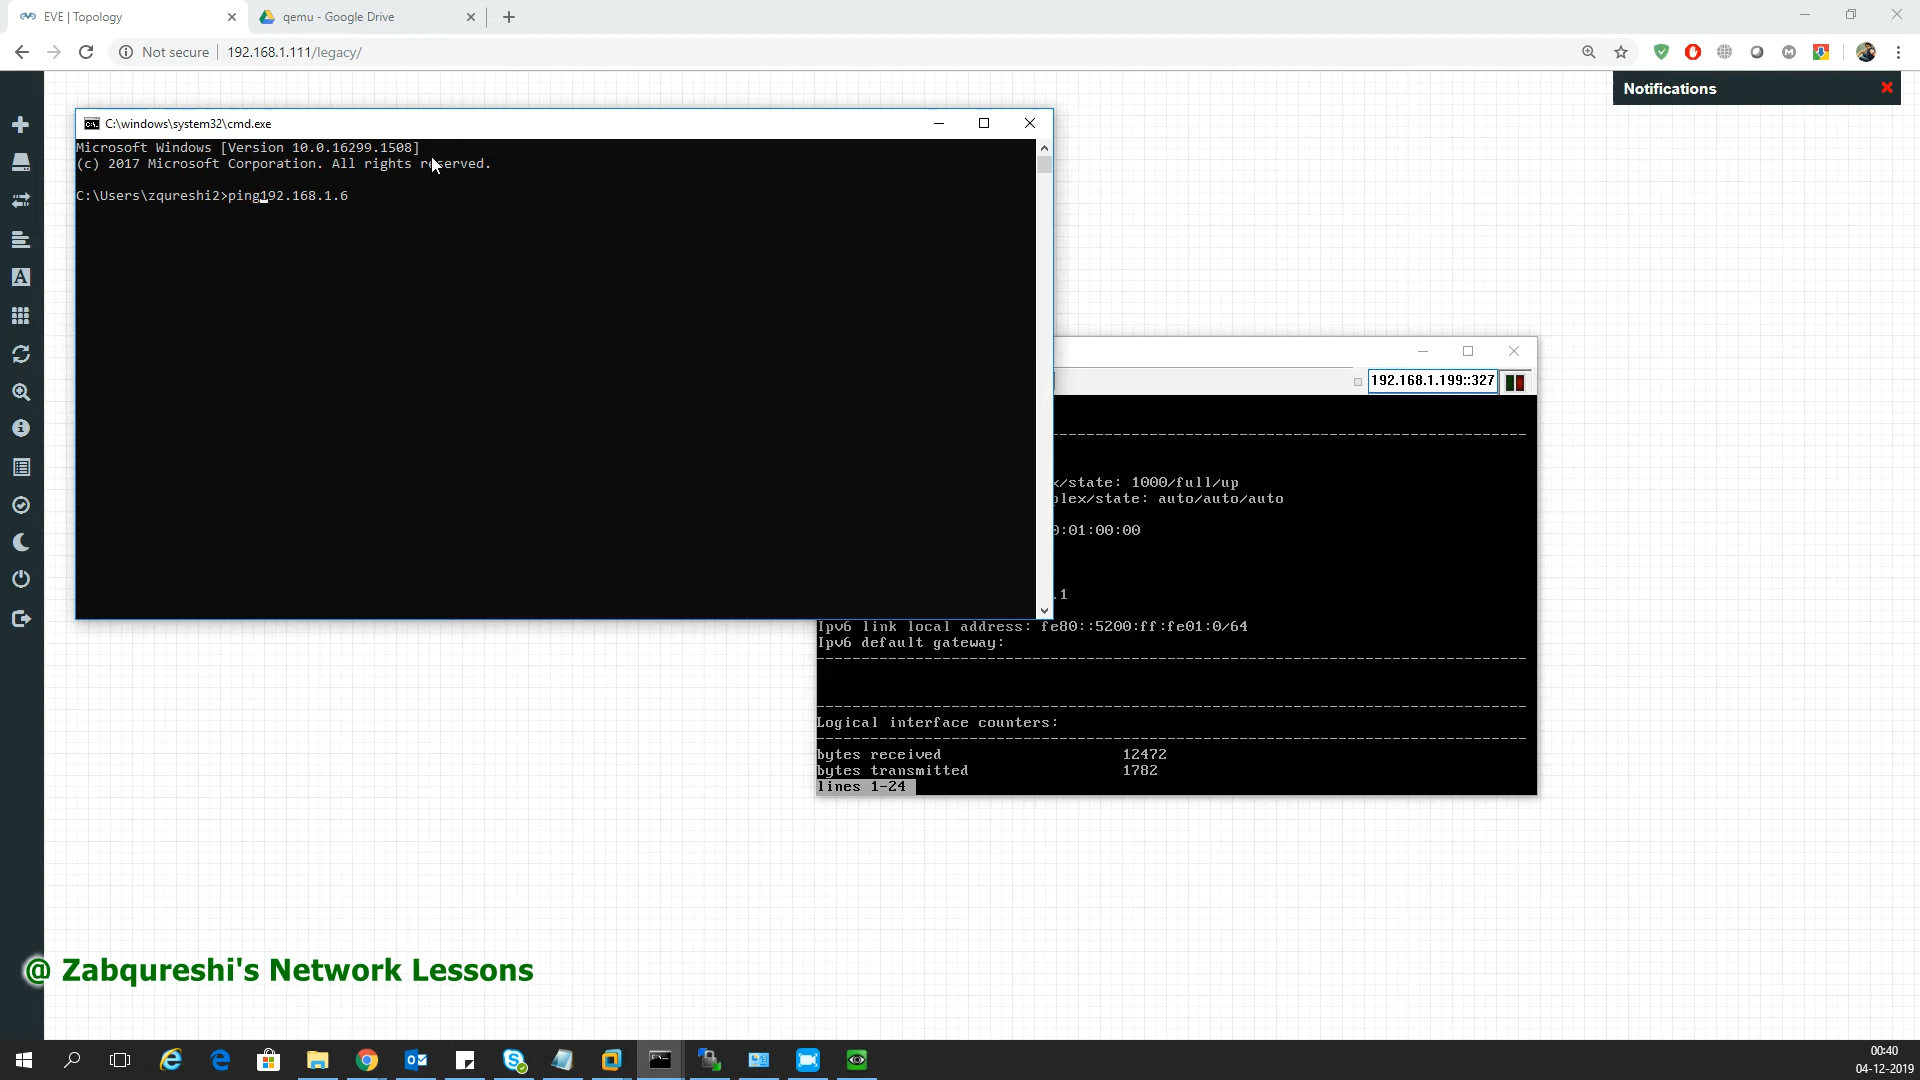 EVE | Topology
qemu - Google Drive
Not secure
192.168.1.111/legacy/
Notifications
C:\windows\system32\cmd.exe
Microsoft Windows [Version 10.0.16299.1508]
(c) 2017 Microsoft Corporation. All rights reserved.
C:\Users\zqureshi2>ping192.168.1.6
192.168.1.199::327
x/state: 1000/full/up
plex/state: auto/auto/auto
:01:00:00
.1
Ipv6 link local address: fe80::5200:ff:fe01:0/64
Ipv6 default gateway:
Logical interface counters:
bytes received 12472
bytes transmitted 1782
lines 1-24
@ Zabqureshi's Network Lessons
00:40
04-12-2019